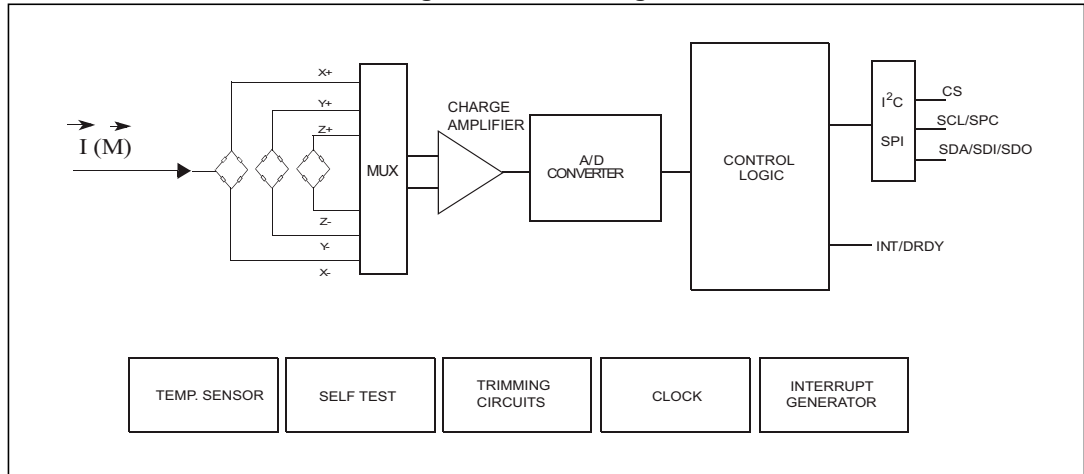 X+
Y+
Z+
I (M)
MUX
Z-
Y-
X-
CHARGE
AMPLIFIER
A/D
CONVERTER
CONTROL
LOGIC
I²C
SPI
CS
SCL/SPC
SDA/SDI/SDO
INT/DRDY
TEMP. SENSOR
SELF TEST
TRIMMING
CIRCUITS
CLOCK
INTERRUPT
GENERATOR